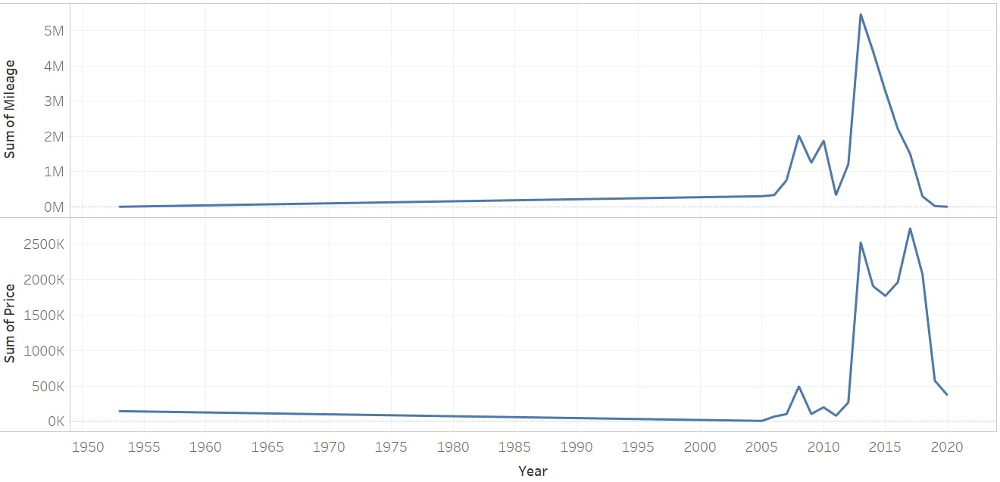 Sum of Mileage
5M
4M
3M
2M
1M
0M
Sum of Price
2500K
2000K
1500K
1000K
500K
0K
1950 1955 1960 1965 1970 1975 1980 1985 1990 1995 2000 2005 2010 2015 2020
Year